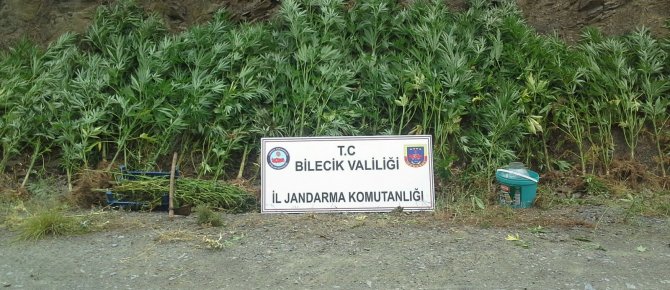 T.C
BİLECİK VALİLİĞİ
İL JANDARMA KOMUTANLIĞI